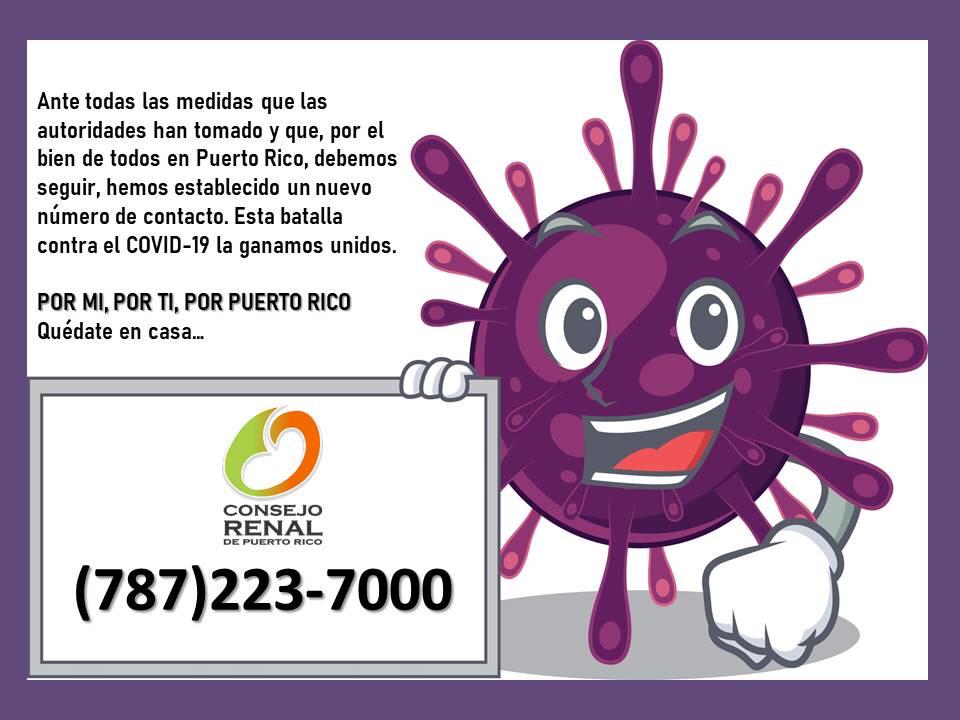 Ante todas las medidas que las
autoridades han tomado y que, por el
bien de todos en Puerto Rico, debemos
seguir, hemos establecido un nuevo
número de contacto. Esta batalla
contra el COVID-19 la ganamos unidos.
POR MI, POR TI, POR PUERTO RICO
Quédate en casa...
CONSEJO
RENAL
DE PUERTO RICO
(787)223-7000